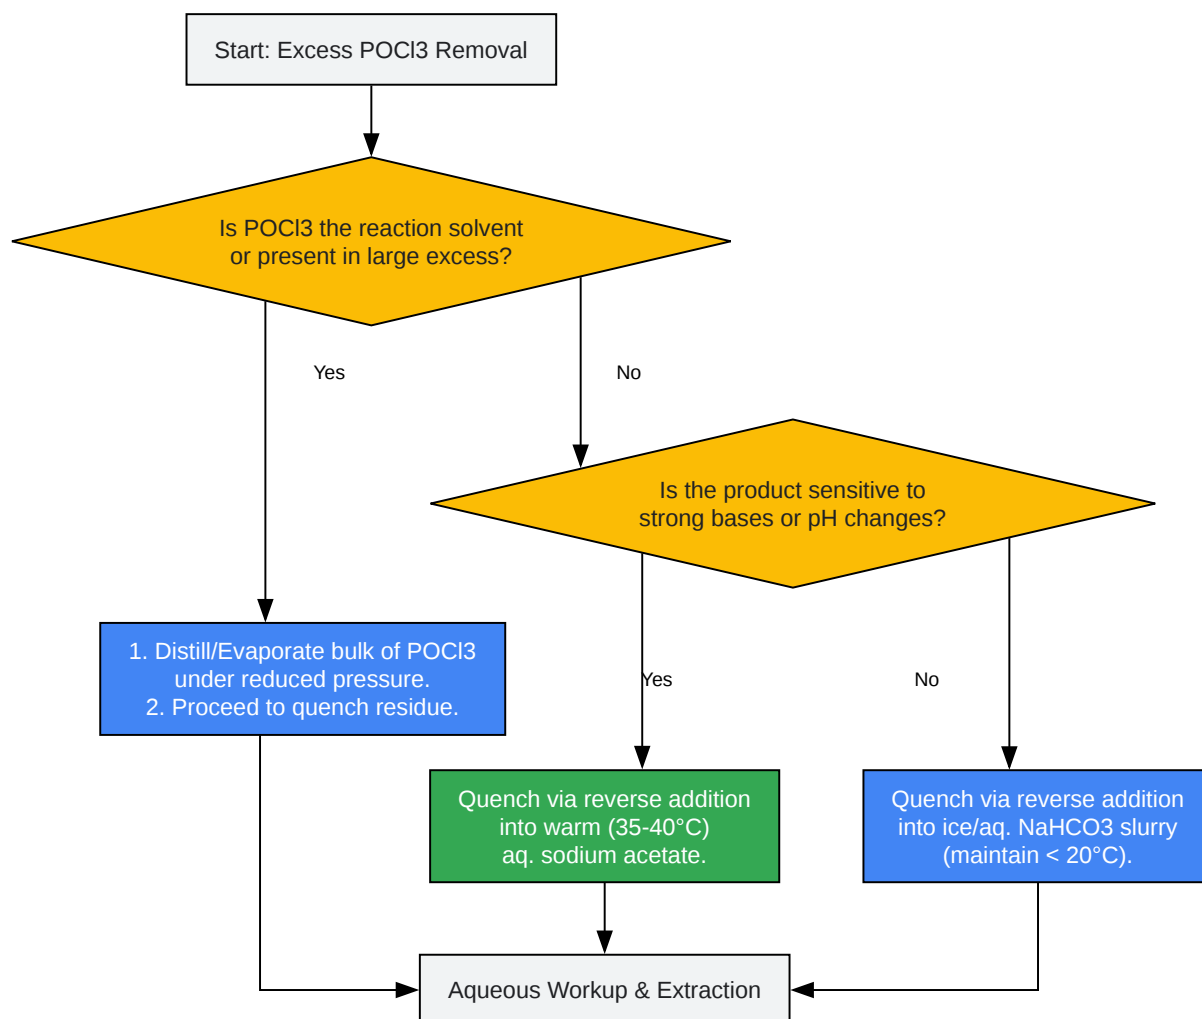 Start: Excess POCl3 Removal
Is POCl3 the reaction solvent
or present in large excess?
Yes
No
Is the product sensitive to
strong bases or pH changes?
1. Distill/Evaporate bulk of POCl3
under reduced pressure.
2. Proceed to quench residue.
Yes
No
Quench via reverse addition
into warm (35-40°C)
aq. sodium acetate.
Quench via reverse addition
into ice/aq. NaHCO3 slurry
(maintain < 20°C).
Aqueous Workup & Extraction